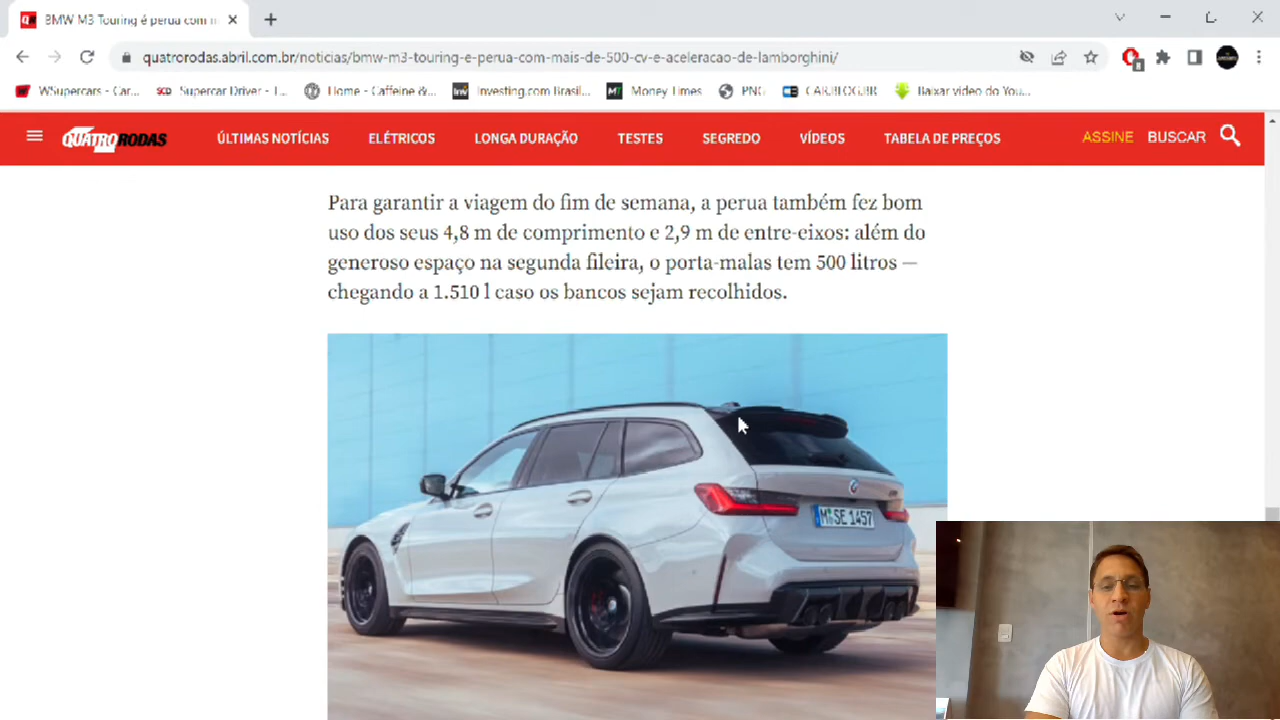 BMW M3 Touring é perua com m
quatrorodas.abril.com.br/noticias/bmw-m3-touring-e-perua-com-mais-de-500-cv-e-aceleracao-de-lamborghini/
WSupercars - Car... Supercar Driver - I... Home - Caffeine &... Investing.com Brasil... Money Times PNG CARBLOG.BR Baixar vídeo do You...
QUATRO RODAS ÚLTIMAS NOTÍCIAS ELÉTRICOS LONGA DURAÇÃO TESTES SEGREDO VÍDEOS TABELA DE PREÇOS ASSINE BUSCAR
Para garantir a viagem do fim de semana, a perua também fez bom
uso dos seus 4,8 m de comprimento e 2,9 m de entre-eixos: além do
generoso espaço na segunda fileira, o porta-malas tem 500 litros —
chegando a 1.510 l caso os bancos sejam recolhidos.
M SE 1457